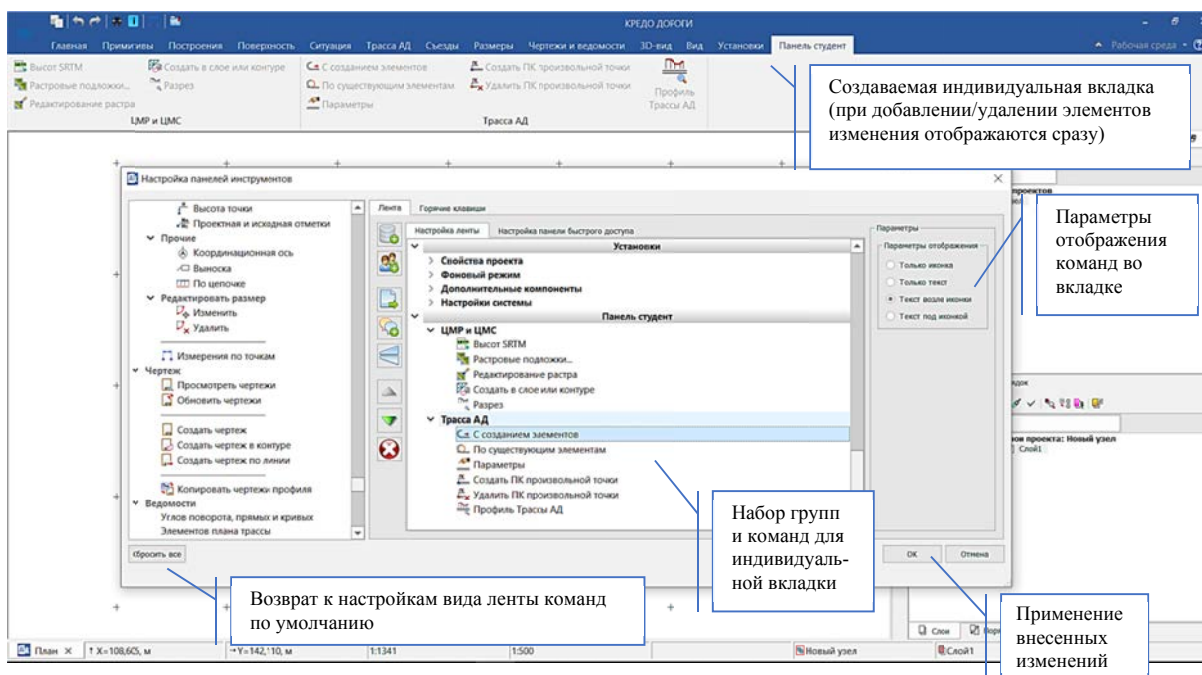 КРЕДО ДОРОГИ
Главная Примитивы Построения Поверхность Ситуация Трасса АД Съезды Размеры Чертежи и ведомости 3D-вид Вид Установки Панель студент Рабочая среда
Высот SRTM
Растровые подложки...
Редактирование растра
Создать в слое или контуре
Разрез
ЦМР и ЦМС
С созданием элементов
По существующим элементам
Параметры
Создать ПК произвольной точки
Удалить ПК произвольной точки
Профиль
Трассы АД
Трасса АД
Создаваемая индивидуальная вкладка
(при добавлении/удалении элементов
изменения отображаются сразу)
Настройка панелей инструментов
Высота точки
Проектная и исходная отметки
Прочие
Координационная ось
Выноска
По цепочке
Редактировать размер
Изменить
Удалить
Измерения по точкам
Чертеж
Просмотреть чертежи
Обновить чертежи
Создать чертеж
Создать чертеж в контуре
Создать чертеж по линии
Копировать чертежи профиля
Ведомости
Углов поворота, прямых и кривых
Элементов плана трассы
Сбросить все
Лента Горячие клавиши
Настройка ленты Настройка панели быстрого доступа
Установки
Свойства проекта
Фоновый режим
Дополнительные компоненты
Настройки системы
Панель студент
ЦМР и ЦМС
Высот SRTM
Растровые подложки...
Редактирование растра
Создать в слое или контуре
Разрез
Трасса АД
С созданием элементов
По существующим элементам
Параметры
Создать ПК произвольной точки
Удалить ПК произвольной точки
Профиль Трассы АД
Параметры
Параметры отображения
Только иконка
Только текст
Текст возле иконки
Текст под иконкой
ОК Отмена
Параметры
отображения
команд во
вкладке
Набор групп
и команд для
индивидуаль-
ной вкладки
Возврат к настройкам вида ленты команд
по умолчанию
Применение
внесенных
изменений
проектов
нов проекта: Новый узел
Слой1
Слои
План X=108,605, м Y=142,110, м 1:1341 1:500 Новый узел Слой1